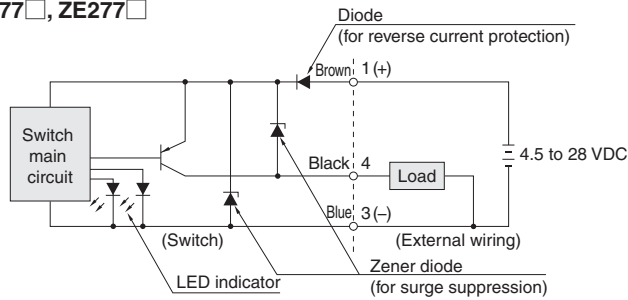 77□, ZE277□
Diode
(for reverse current protection)
Brown 1 (+)
Switch
main
circuit
4.5 to 28 VDC
Black 4
Load
Blue 3 (–)
(Switch)
(External wiring)
LED indicator
Zener diode
(for surge suppression)